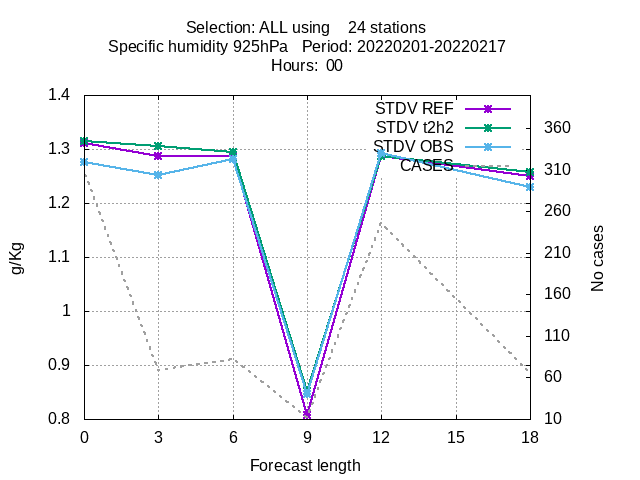 Selection: ALL using    24 stations
Specific humidity 925hPa   Period: 20220201-20220217
Hours:  00
1.4
1.3
1.2
1.1
1
0.9
0.8
g/Kg
STDV REF
STDV t2h2
STDV OBS
CASES
360
310
260
210
160
110
60
10
No cases
0 3 6 9 12 15 18
Forecast length